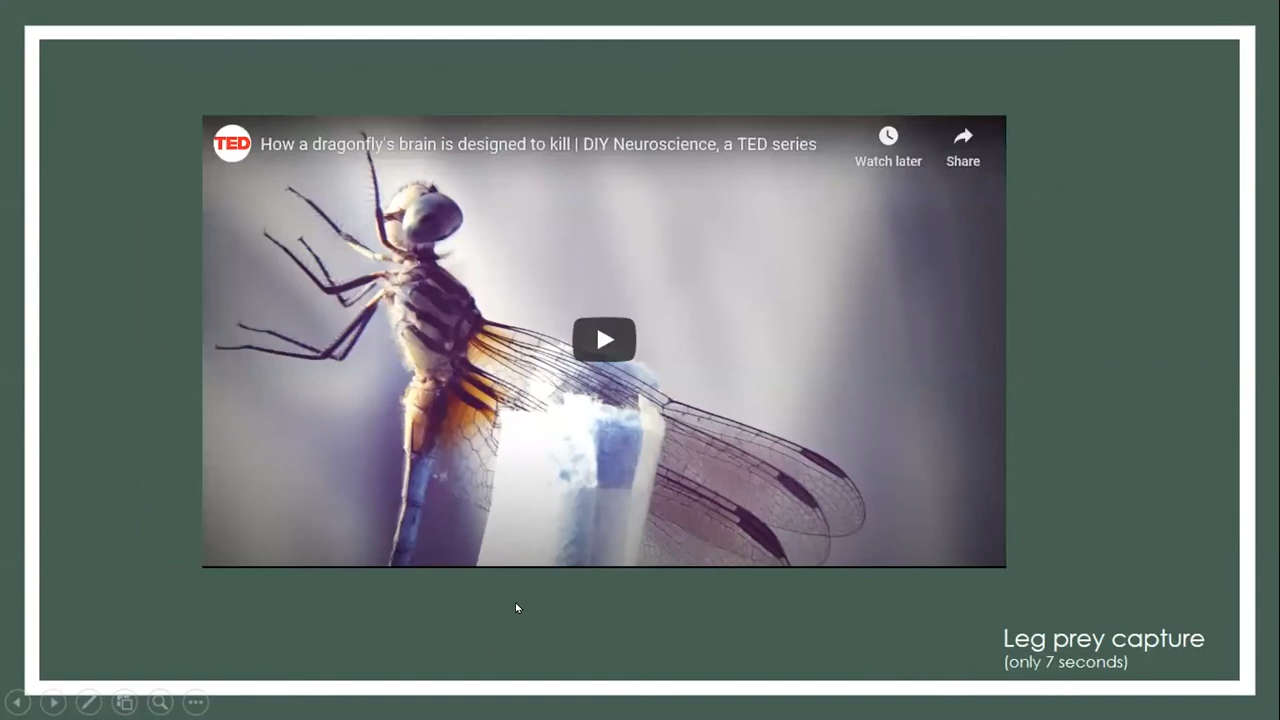 TED
How a dragonfly's brain is designed to kill | DIY Neuroscience, a TED series
Watch later
Share
Leg prey capture
(only 7 seconds)